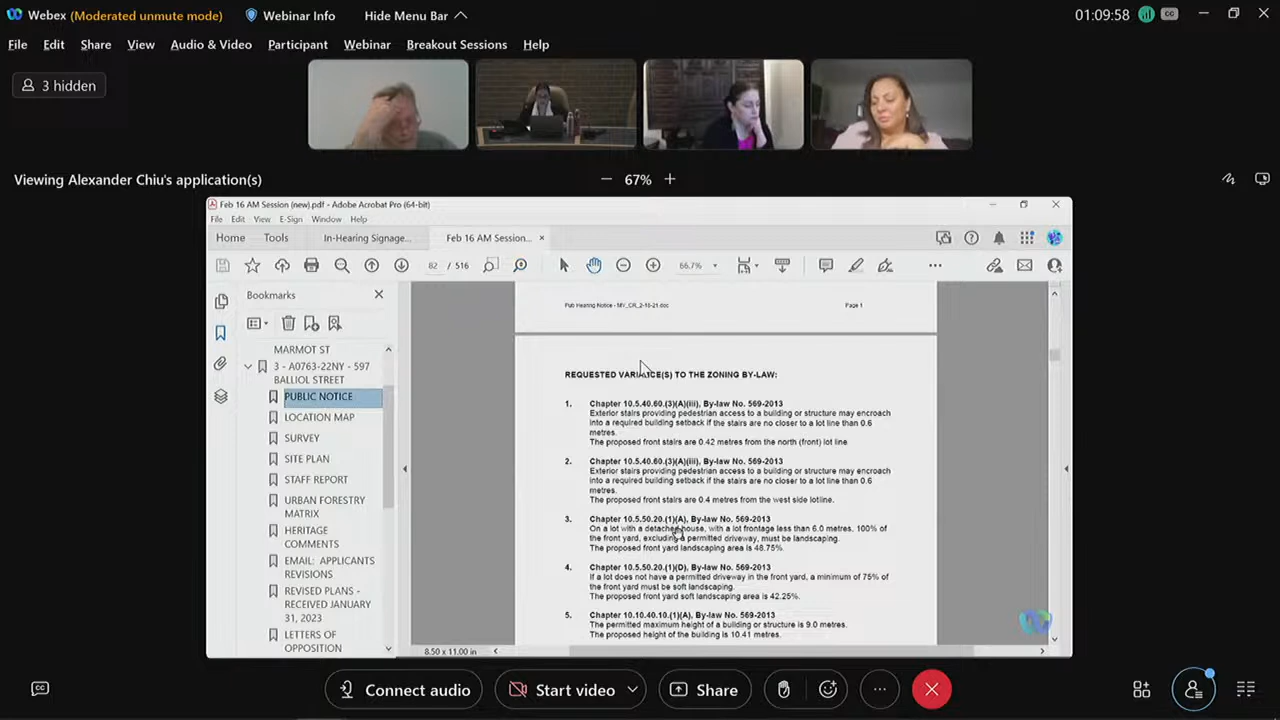 Webex (Moderated unmute mode) Webinar Info Hide Menu Bar 01:09:58 CC
File Edit Share View Audio & Video Participant Webinar Breakout Sessions Help
3 hidden
Viewing Alexander Chiu's application(s) 67%
Feb 16 AM Session (new).pdf - Adobe Acrobat Pro (64-bit)
File Edit View E-Sign Window Help
Home Tools In-Hearing Signage... Feb 16 AM Session...
82 / 516 66.7%
Bookmarks
MARMOT ST
3 - A0763-22NY - 597
BALLIOL STREET
PUBLIC NOTICE
LOCATION MAP
SURVEY
SITE PLAN
STAFF REPORT
URBAN FORESTRY
MATRIX
HERITAGE
COMMENTS
EMAIL: APPLICANTS
REVISIONS
REVISED PLANS -
RECEIVED JANUARY
31, 2023
LETTERS OF
OPPOSITION
Pub Hearing Notice - MV_CR_2-15-21.doc Page 1
REQUESTED VARIANCE(S) TO THE ZONING BY-LAW:
1. Chapter 10.5.40.60.(3)(A)(iii), By-law No. 569-2013
Exterior stairs providing pedestrian access to a building or structure may encroach
into a required building setback if the stairs are no closer to a lot line than 0.6
metres.
The proposed front stairs are 0.42 metres from the north (front) lot line
2. Chapter 10.5.40.60.(3)(A)(iii), By-law No. 569-2013
Exterior stairs providing pedestrian access to a building or structure may encroach
into a required building setback if the stairs are no closer to a lot line than 0.6
metres.
The proposed front stairs are 0.4 metres from the west side lotline.
3. Chapter 10.5.50.20.(1)(A), By-law No. 569-2013
On a lot with a detached house, with a lot frontage less than 6.0 metres, 100% of
the front yard, excluding a permitted driveway, must be landscaping.
The proposed front yard landscaping area is 48.75%.
4. Chapter 10.5.50.20.(1)(D), By-law No. 569-2013
If a lot does not have a permitted driveway in the front yard, a minimum of 75% of
the front yard must be soft landscaping.
The proposed front yard soft landscaping area is 42.25%.
5. Chapter 10.10.40.10.(1)(A), By-law No. 569-2013
The permitted maximum height of a building or structure is 9.0 metres.
The proposed height of the building is 10.41 metres.
8.50 x 11.00 in
CC Connect audio Start video Share